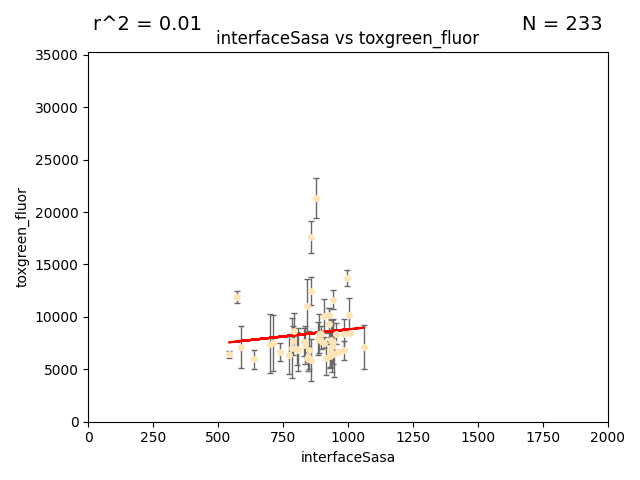 r^2 = 0.01
N = 233
interfaceSasa vs toxgreen_fluor
35000
30000
25000
20000
15000
10000
5000
0
toxgreen_fluor
0 250 500 750 1000 1250 1500 1750 2000
interfaceSasa